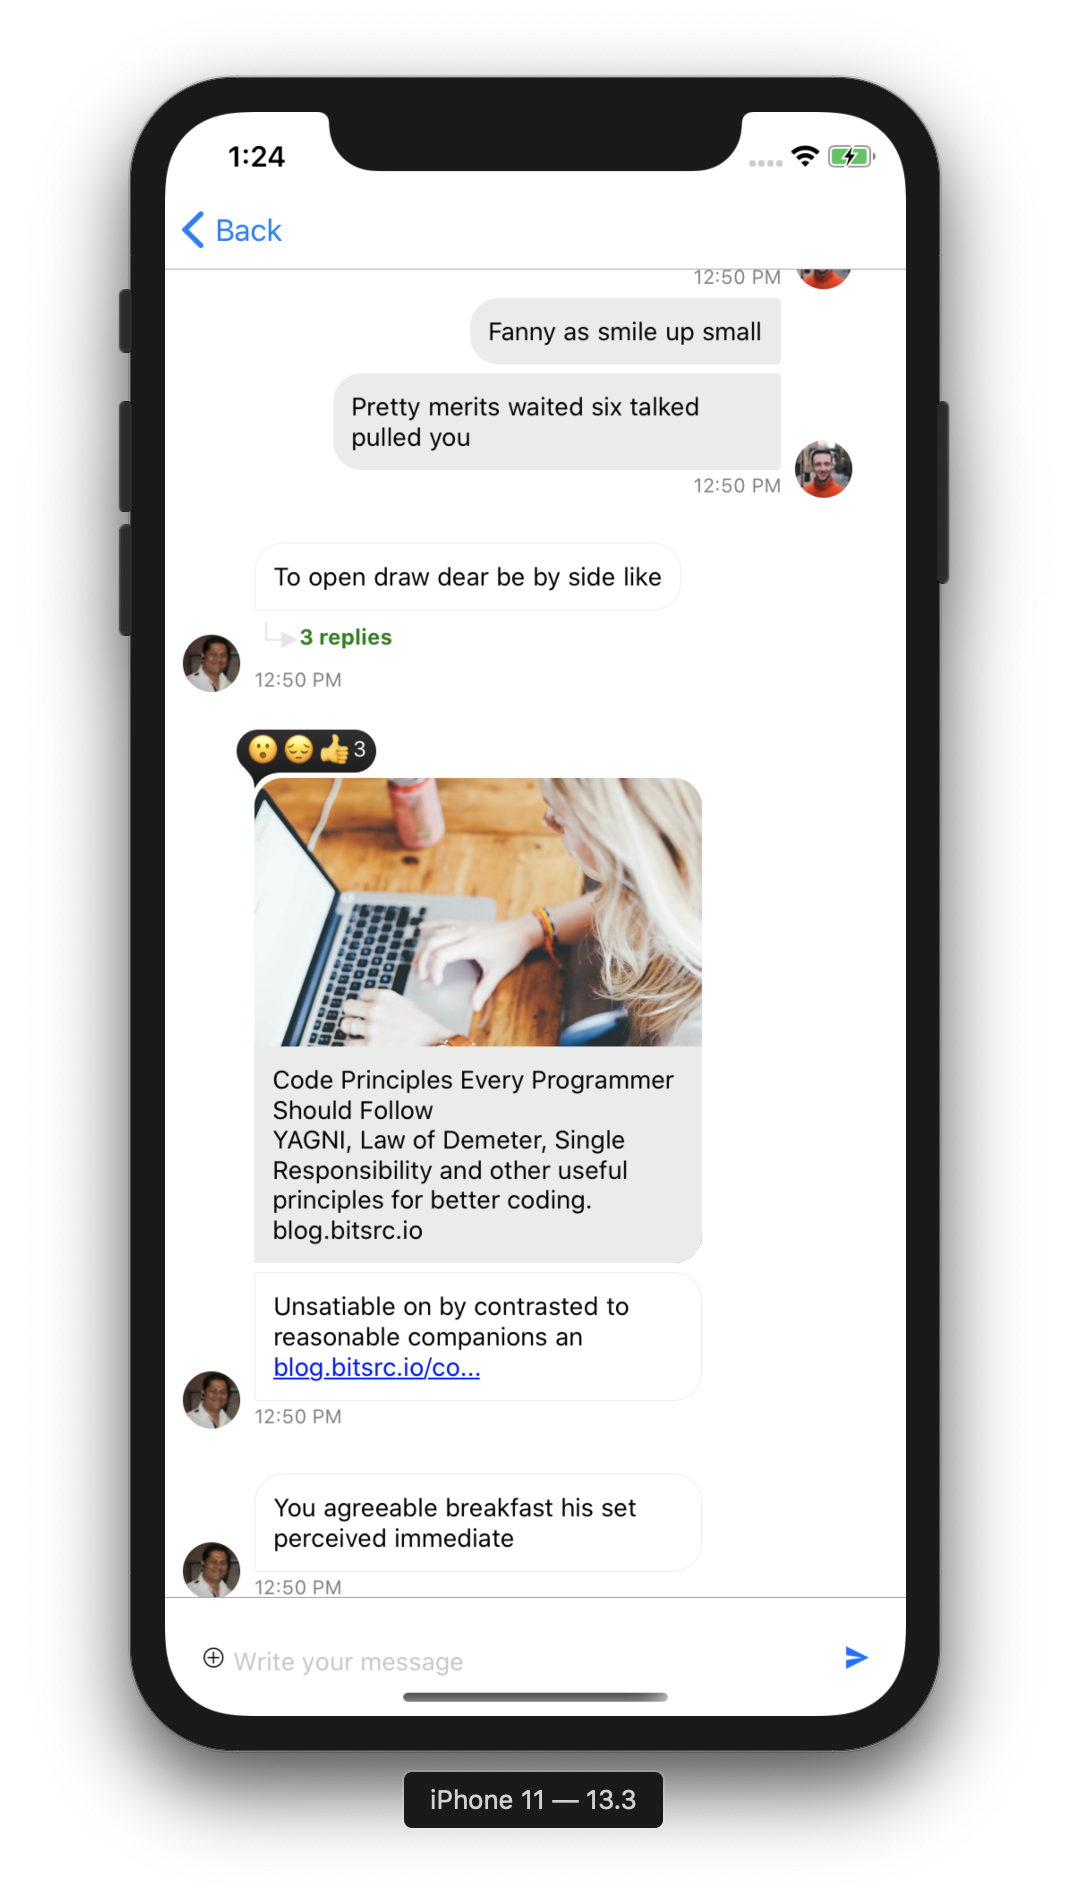 1:24
Back
12:50 PM
Fanny as smile up small
Pretty merits waited six talked
pulled you
12:50 PM
To open draw dear be by side like
3 replies
12:50 PM
3
Code Principles Every Programmer
Should Follow
YAGNI, Law of Demeter, Single
Responsibility and other useful
principles for better coding.
blog.bitsrc.io
Unsatiable on by contrasted to
reasonable companions an
blog.bitsrc.io/co...
12:50 PM
You agreeable breakfast his set
perceived immediate
12:50 PM
Write your message
iPhone 11 — 13.3